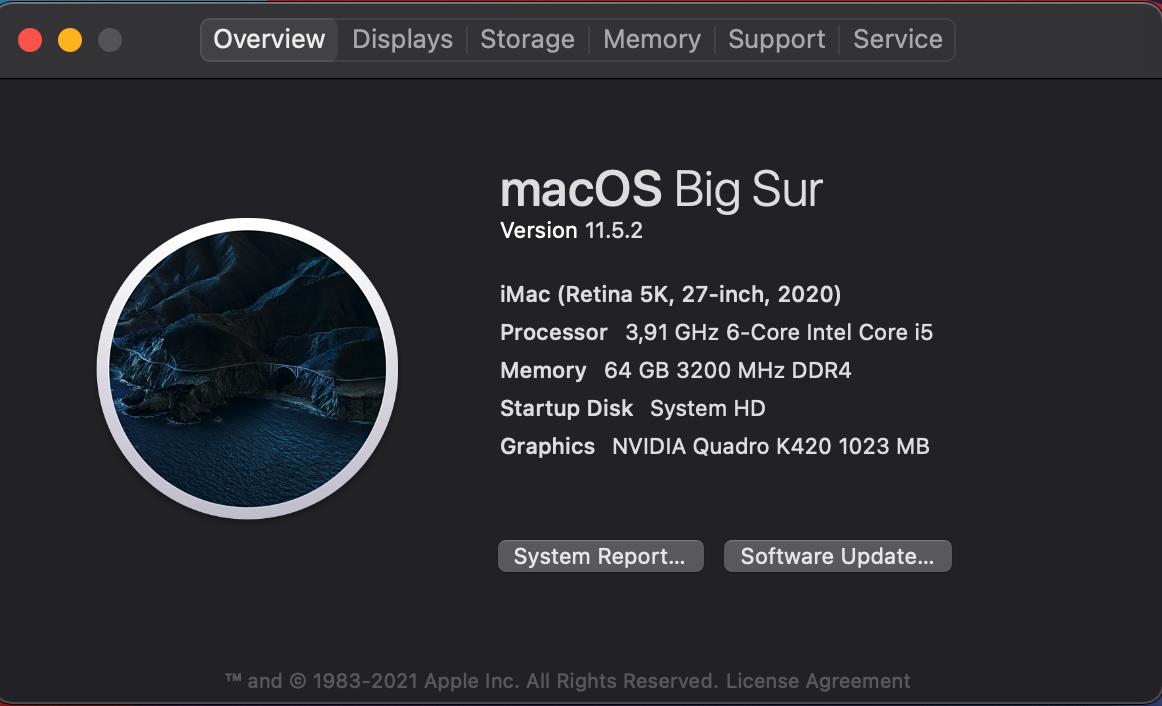 Overview Displays Storage Memory Support Service
macOS Big Sur
Version 11.5.2
iMac (Retina 5K, 27-inch, 2020)
Processor 3,91 GHz 6-Core Intel Core i5
Memory 64 GB 3200 MHz DDR4
Startup Disk System HD
Graphics NVIDIA Quadro K420 1023 MB
System Report... Software Update...
™ and © 1983-2021 Apple Inc. All Rights Reserved. License Agreement